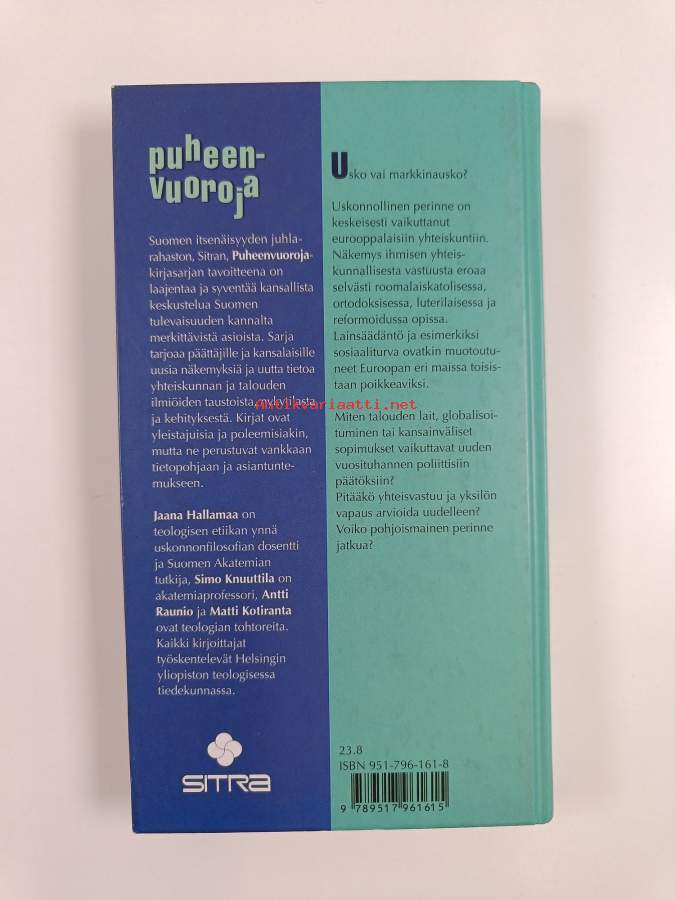 puheen-
vuoroja
Suomen itsenäisyyden juhla-
rahaston, Sitran, Puheenvuoroja-
kirjasarjan tavoitteena on
laajentaa ja syventää kansallista
keskustelua Suomen
tulevaisuuden kannalta
merkittävistä asioista. Sarja
tarjoaa päättäjille ja kansalaisille
uusia näkemyksiä ja uutta tietoa
yhteiskunnan ja talouden
ilmiöiden taustoista, nykytilasta
ja kehityksestä. Kirjat ovat
yleistajuisia ja poleemisiakin,
mutta ne perustuvat vankkaan
tietopohjaan ja asiantunte-
mukseen.
Jaana Hallamaa on
teologisen etiikan ynnä
uskonnonfilosofian dosentti
ja Suomen Akatemian
tutkija, Simo Knuuttila on
akatemiaprofessori, Antti
Raunio ja Matti Kotiranta
ovat teologian tohtoreita.
Kaikki kirjoittajat
työskentelevät Helsingin
yliopiston teologisessa
tiedekunnassa.
SITRA
Usko vai markkinausko?
Uskonnollinen perinne on
keskeisesti vaikuttanut
eurooppalaisiin yhteiskuntiin.
Näkemys ihmisen yhteis-
kunnallisesta vastuusta eroaa
selvästi roomalaiskatolisessa,
ortodoksisessa, luterilaisessa ja
reformoidussa opissa.
Lainsäädäntö ja esimerkiksi
sosiaaliturva ovatkin muotoutu-
neet Euroopan eri maissa toisis-
taan poikkeaviksi.
Antikvariaatti.net
Miten talouden lait, globalisoi-
tuminen tai kansainväliset
sopimukset vaikuttavat uuden
vuosituhannen poliittisiin
päätöksiin?
Pitääkö yhteisvastuu ja yksilön
vapaus arvioida uudelleen?
Voiko pohjoismainen perinne
jatkua?
23.8
ISBN 951-796-161-8
9 789517 961615